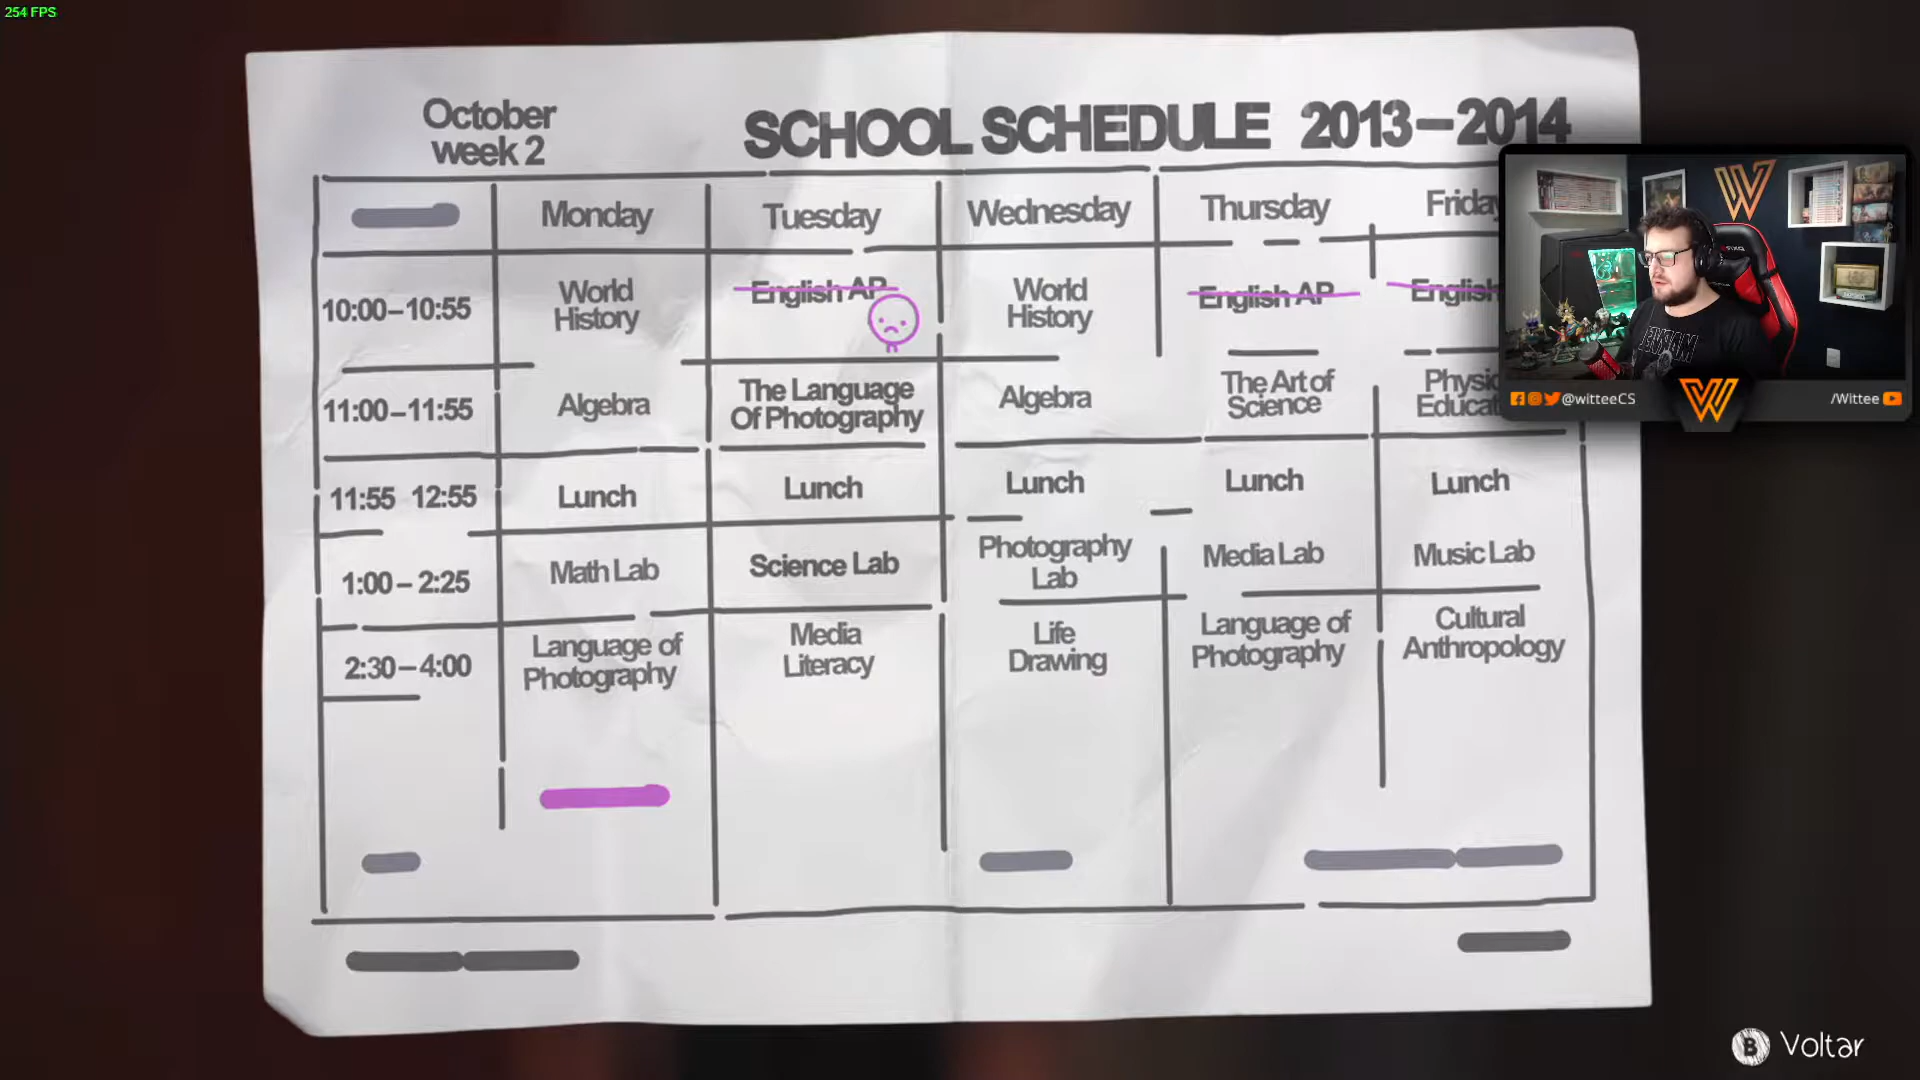 254 FPS
October
week 2
SCHOOL SCHEDULE 2013-2014
Monday Tuesday Wednesday Thursday Friday
10:00-10:55 World History English AP World History English AP English
11:00-11:55 Algebra The Language Of Photography Algebra The Art of Science
11:55 12:55 Lunch Lunch Lunch Lunch Lunch
1:00-2:25 Math Lab Science Lab Photography Lab Media Lab Music Lab
2:30-4:00 Language of Photography Media Literacy Life Drawing Language of Photography Cultural Anthropology
@witteeCS
/Wittee
B Voltar